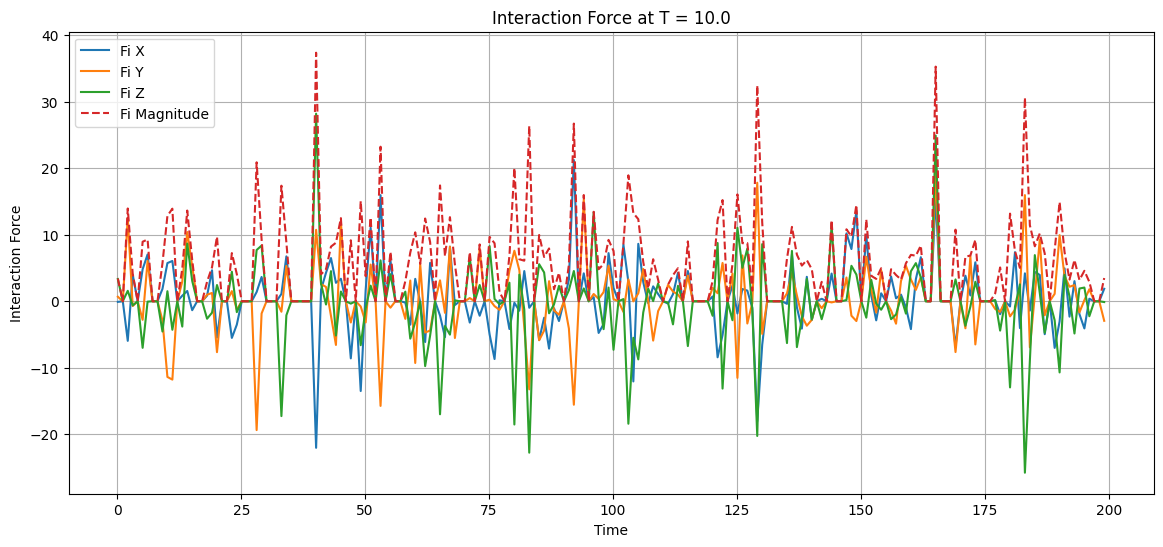 Interaction Force at T = 10.0
40
30
20
10
0
−10
−20
Interaction Force
Fi X
Fi Y
Fi Z
Fi Magnitude
0
25
50
75
100
125
150
175
200
Time